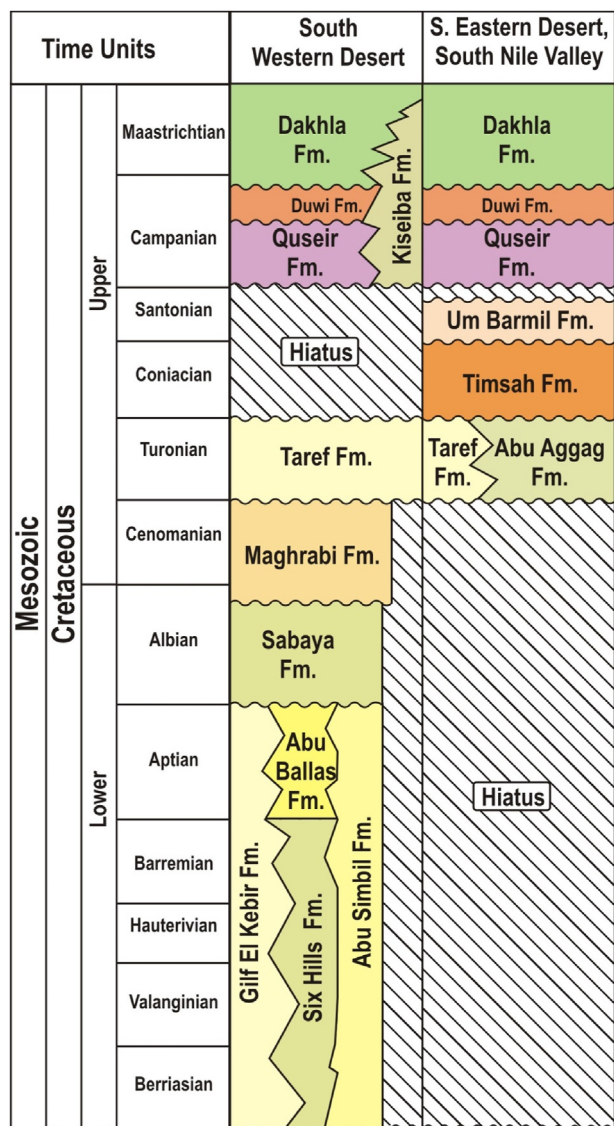 Time Units
South
Western Desert
S. Eastern Desert,
South Nile Valley
Mesozoic
Cretaceous
Upper
Lower
Maastrichtian
Campanian
Santonian
Coniacian
Turonian
Cenomanian
Albian
Aptian
Barremian
Hauterivian
Valanginian
Berriasian
Dakhla
Fm.
Kiseiba Fm.
Duwi Fm.
Quseir
Fm.
Hiatus
Taref Fm.
Maghrabi Fm.
Sabaya
Fm.
Abu
Ballas
Fm.
Gilf El Kebir Fm.
Six Hills Fm.
Abu Simbil Fm.
Dakhla
Fm.
Duwi Fm.
Quseir
Fm.
Um Barmil Fm.
Timsah Fm.
Taref
Fm.
Abu Aggag
Fm.
Hiatus